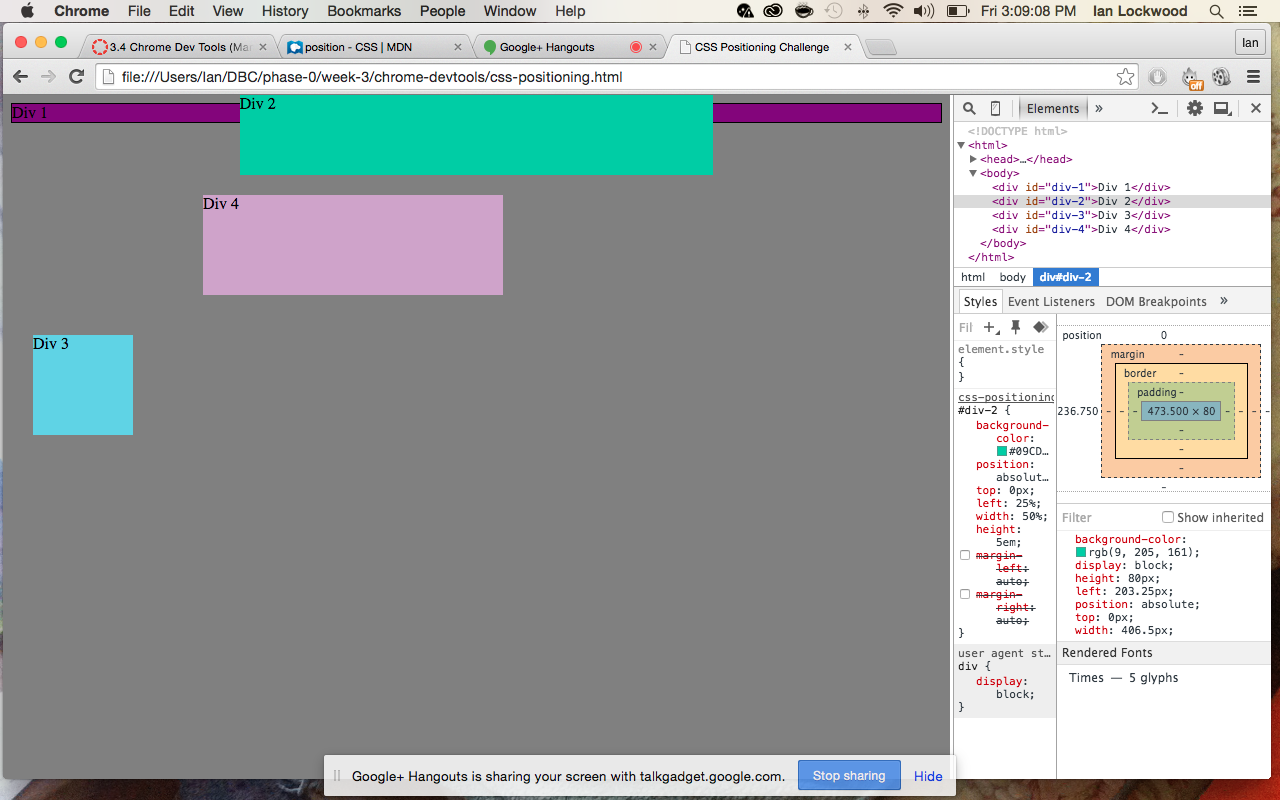 Chrome File Edit View History Bookmarks People Window Help Fri 3:09:08 PM Ian Lockwood
3.4 Chrome Dev Tools (Ma position - CSS | MDN Google+ Hangouts CSS Positioning Challenge Ian
file:///Users/Ian/DBC/phase-0/week-3/chrome-devtools/css-positioning.html
off
Div 1
Div 2
Div 4
Div 3
Elements »
<!DOCTYPE html>
<html>
<head>…</head>
<body>
<div id="div-1">Div 1</div>
<div id="div-2">Div 2</div>
<div id="div-3">Div 3</div>
<div id="div-4">Div 4</div>
</body>
</html>
html body div#div-2
Styles Event Listeners DOM Breakpoints »
Fil
element.style
{
}
css-positioning
#div-2 {
background-
color:
#09CD…
position:
absolut…
top: 0px;
left: 25%;
width: 50%;
height:
5em;
margin-
left:
auto;
margin-
right:
auto;
}
user agent st…
div {
display:
block;
}
position 0
margin -
border -
padding -
236.750 - - - 473.500 × 80 - - - -
-
-
-
-
Filter Show inherited
background-color:
rgb(9, 205, 161);
display: block;
height: 80px;
left: 203.25px;
position: absolute;
top: 0px;
width: 406.5px;
Rendered Fonts
Times — 5 glyphs
Google+ Hangouts is sharing your screen with talkgadget.google.com. Stop sharing Hide